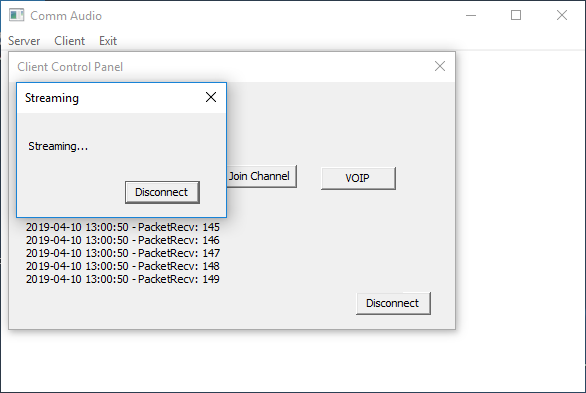 Comm Audio
Server Client Exit
Client Control Panel
Streaming
Streaming...
Disconnect
Join Channel
VOIP
2019-04-10 13:00:50 - PacketRecv: 145
2019-04-10 13:00:50 - PacketRecv: 146
2019-04-10 13:00:50 - PacketRecv: 147
2019-04-10 13:00:50 - PacketRecv: 148
2019-04-10 13:00:50 - PacketRecv: 149
Disconnect